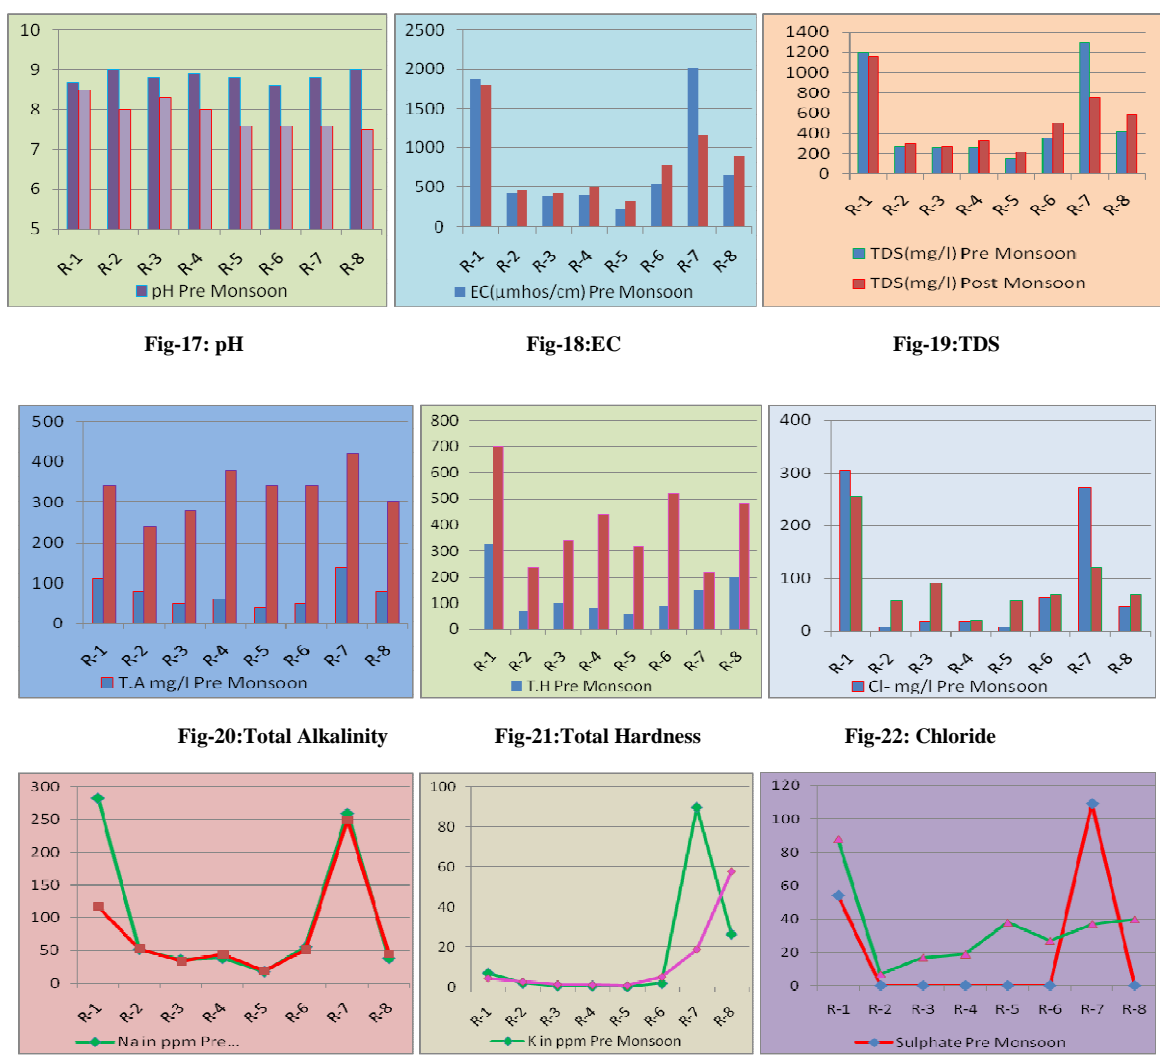 10
9
8
7
6
5
R-1 R-2 R-3 R-4 R-5 R-6 R-7 R-8
pH Pre Monsoon
2500
2000
1500
1000
500
0
R-1 R-2 R-3 R-4 R-5 R-6 R-7 R-8
EC(µmhos/cm) Pre Monsoon
1400
1200
1000
800
600
400
200
0
R-1 R-2 R-3 R-4 R-5 R-6 R-7 R-8
TDS(mg/l) Pre Monsoon
TDS(mg/l) Post Monsoon
Fig-17: pH
Fig-18:EC
Fig-19:TDS
500
400
300
200
100
0
R-1 R-2 R-3 R-4 R-5 R-6 R-7 R-8
T.A mg/l Pre Monsoon
800
700
600
500
400
300
200
100
0
R-1 R-2 R-3 R-4 R-5 R-6 R-7 R-8
T.H Pre Monsoon
400
300
200
100
0
R-1 R-2 R-3 R-4 R-5 R-6 R-7 R-8
Cl- mg/l Pre Monsoon
Fig-20:Total Alkalinity
Fig-21:Total Hardness
Fig-22: Chloride
300
250
200
150
100
50
0
R-1 R-2 R-3 R-4 R-5 R-6 R-7 R-8
Na in ppm Pre...
100
80
60
40
20
0
R-1 R-2 R-3 R-4 R-5 R-6 R-7 R-8
K in ppm Pre Monsoon
120
100
80
60
40
20
0
R-1 R-2 R-3 R-4 R-5 R-6 R-7 R-8
Sulphate Pre Monsoon